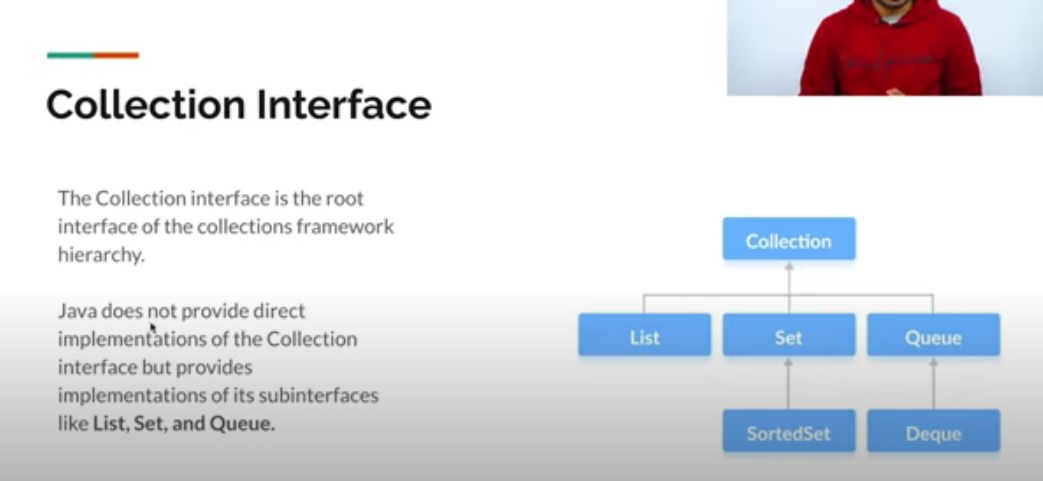 Collection Interface
The Collection interface is the root
interface of the collections framework
hierarchy.
Java does not provide direct
implementations of the Collection
interface but provides
implementations of its subinterfaces
like List, Set, and Queue.
Collection
List
Set
Queue
SortedSet
Deque